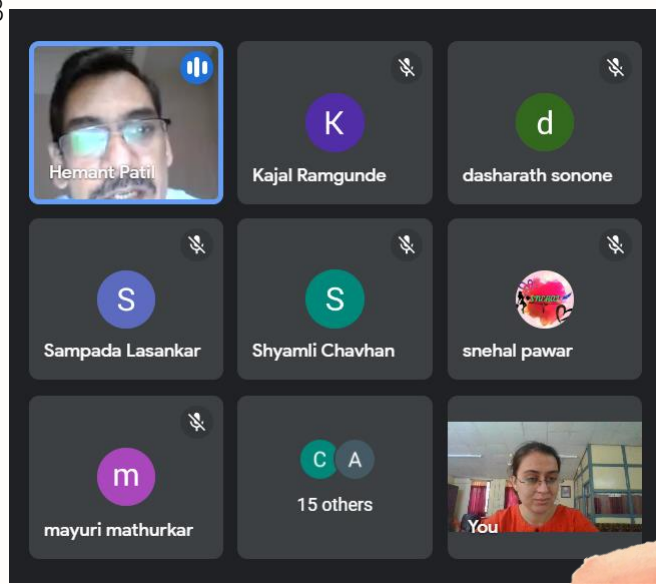 Hemant Patil
K
Kajal Ramgunde
d
dasharath sonone
S
Sampada Lasankar
S
Shyamli Chavhan
snehal pawar
m
mayuri mathurkar
C A
15 others
You